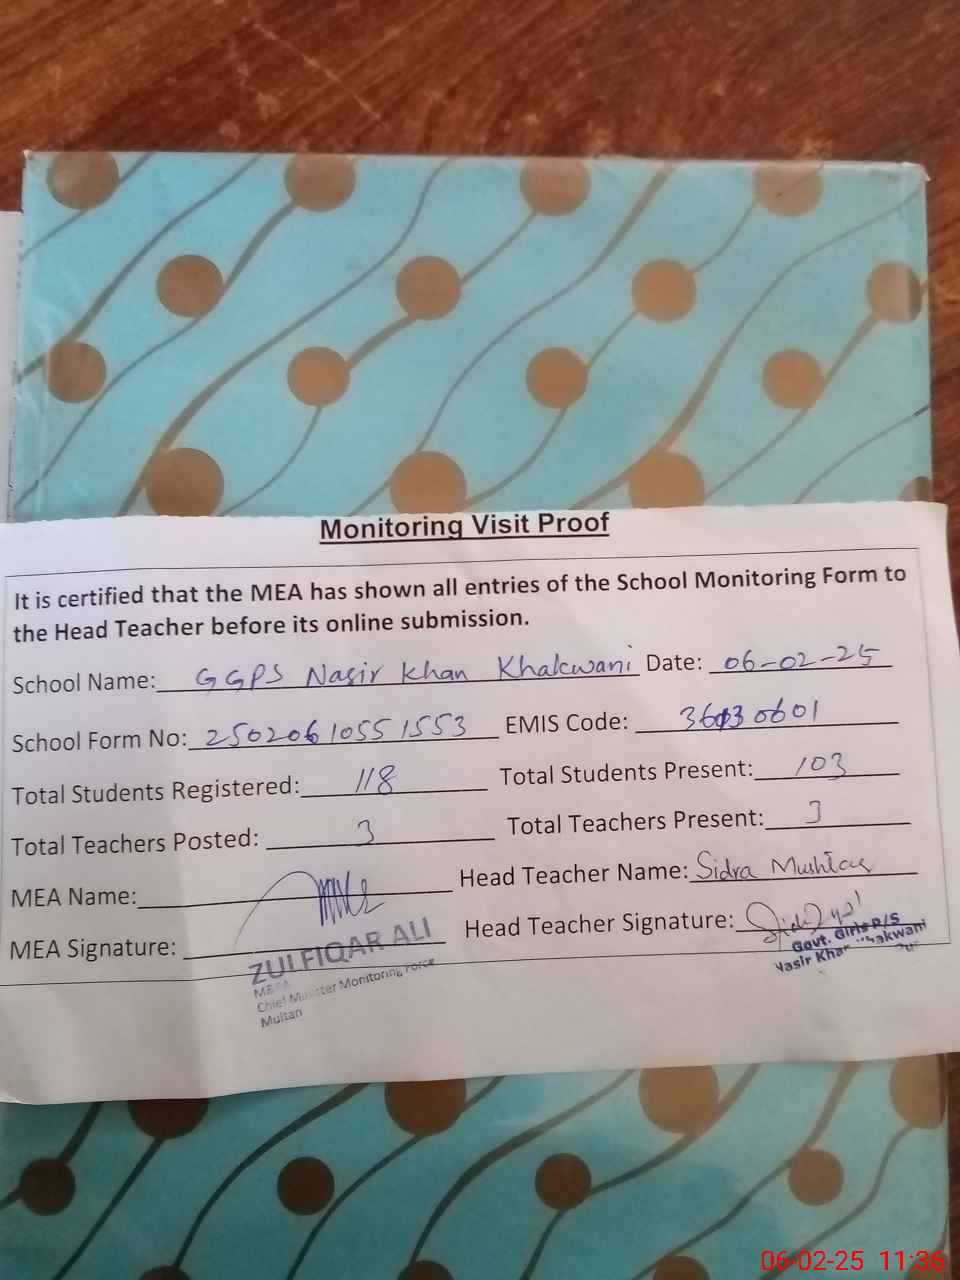 Monitoring Visit Proof
It is certified that the MEA has shown all entries of the School Monitoring Form to
the Head Teacher before its online submission.
School Name: GGPS Nasir Khan Khakwani Date: 06-02-25
School Form No: 25020610551553 EMIS Code:
Total Students Registered: 118 Total Students Present: 103
Total Teachers Posted: 3 Total Teachers Present: 3
MEA Name: Head Teacher Name: Sidra Mushtaq
MEA Signature: Head Teacher Signature:
ZULFIQAR ALI
Chief Minister Monitoring Force
Multan
Govt. Girls P/S
Nasir Khan Khakwani
06-02-25 11:36